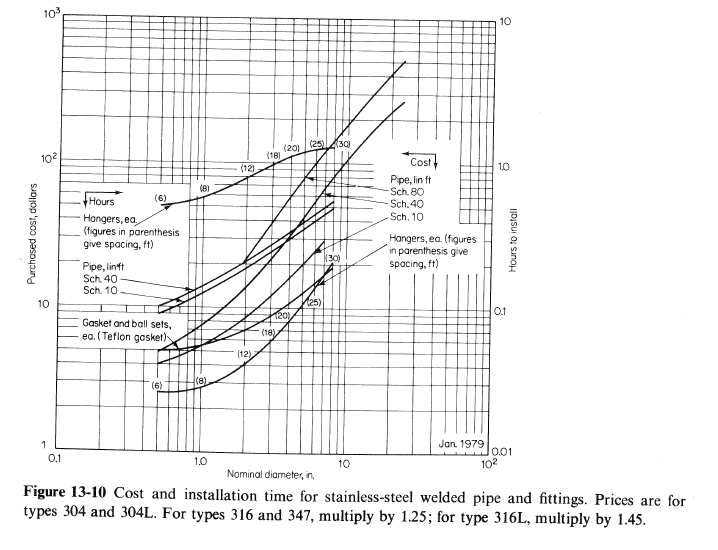 10³
10
(30)
(25)
(20)
(18)
(12)
(8)
(6)
10²
Cost
1.0
Hours
Hangers, ea.
(figures in parenthesis
give spacing, ft)
Pipe, lin ft
Sch. 80
Sch. 40
Sch. 10
Purchased cost, dollars
Hours to install
Hangers, ea. (figures
in parenthesis give
spacing, ft)
Pipe, lin ft
Sch. 40
Sch. 10
(30)
(25)
10
0.1
Gasket and ball sets,
ea. (Teflon gasket)
(20)
(18)
(12)
(8)
(6)
Jan. 1979
1
0.01
0.1
1.0
10
10²
Nominal diameter, in.
Figure 13-10 Cost and installation time for stainless-steel welded pipe and fittings. Prices are for
types 304 and 304L. For types 316 and 347, multiply by 1.25; for type 316L, multiply by 1.45.